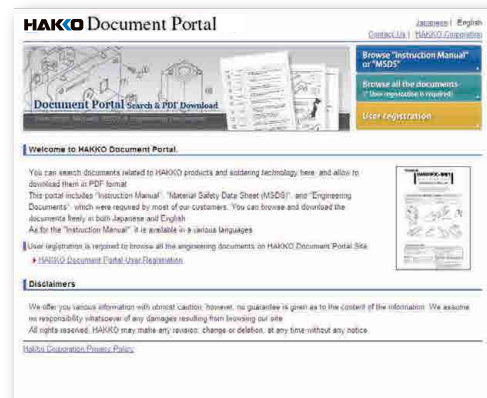 HAKKO Document Portal
Japanese | English
Contact Us | HAKKO Corporation
Document Portal Search & PDF Download
Browse "Instruction Manual"
or "MSDS"
Browse all the documents
(* User registration is required)
User registration
Welcome to HAKKO Document Portal.
You can search documents related to HAKKO products and soldering technology here, and allow to
download them in PDF format
This portal includes "Instruction Manual", "Material Safety Data Sheet (MSDS)", and "Engineering
Documents", which were required by most of our customers. You can browse and download the
documents freely in both Japanese and English
As for the "Instruction Manual", it is available in a various languages
User registration is required to browse all the engineering documents on HAKKO Document Portal Site
HAKKO Document Portal User Registration
Disclaimers
We offer you various information with utmost caution, however, no guarantee is given as to the content of the information. We assume
no responsibility whatsoever of any damages resulting from browsing our site
All rights reserved, HAKKO may make any revision, change or deletion, at any time without any notice
Hakko Corporation Privacy Policy